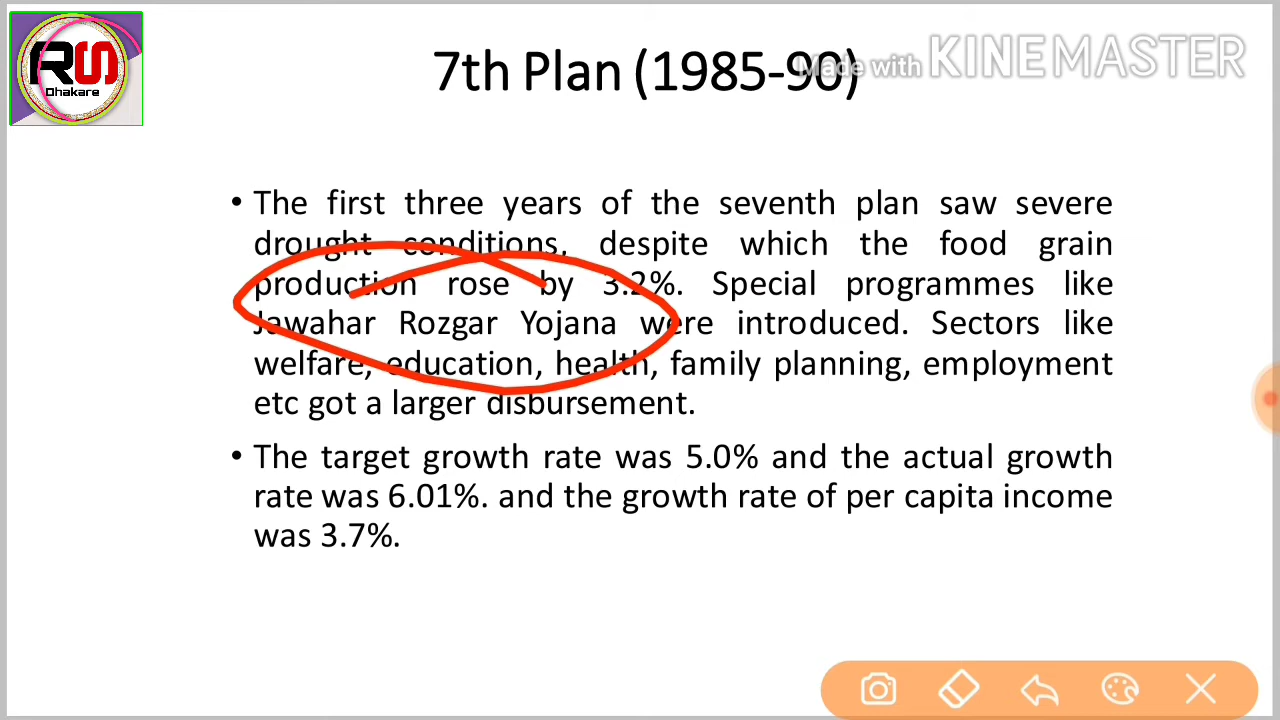 RS
Dhakare
7th Plan (1985-90)
Made with KINEMASTER
• The first three years of the seventh plan saw severe
drought conditions, despite which the food grain
production rose by 3.2%. Special programmes like
Jawahar Rozgar Yojana were introduced. Sectors like
welfare, education, health, family planning, employment
etc got a larger disbursement.
• The target growth rate was 5.0% and the actual growth
rate was 6.01%. and the growth rate of per capita income
was 3.7%.